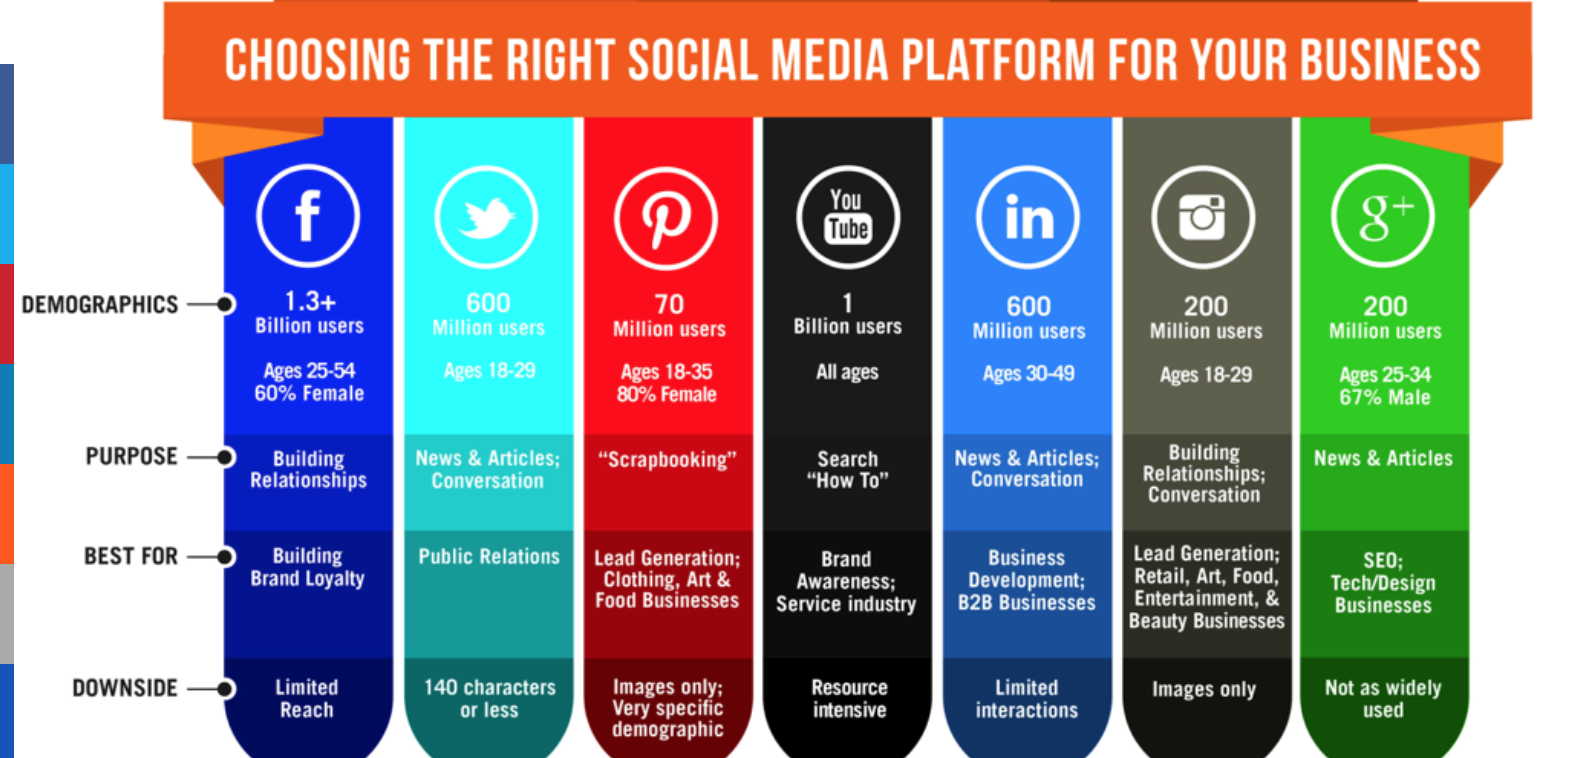 CHOOSING THE RIGHT SOCIAL MEDIA PLATFORM FOR YOUR BUSINESS
f
You
Tube
in
g+
DEMOGRAPHICS
1.3+
Billion users
Ages 25-54
60% Female
600
Million users
Ages 18-29
70
Million users
Ages 18-35
80% Female
1
Billion users
All ages
600
Million users
Ages 30-49
200
Million users
Ages 18-29
200
Million users
Ages 25-34
67% Male
PURPOSE
Building
Relationships
News & Articles;
Conversation
“Scrapbooking”
Search
“How To”
News & Articles;
Conversation
Building
Relationships;
Conversation
News & Articles
BEST FOR
Building
Brand Loyalty
Public Relations
Lead Generation;
Clothing, Art &
Food Businesses
Brand
Awareness;
Service industry
Business
Development;
B2B Businesses
Lead Generation;
Retail, Art, Food,
Entertainment, &
Beauty Businesses
SEO;
Tech/Design
Businesses
DOWNSIDE
Limited
Reach
140 characters
or less
Images only;
Very specific
demographic
Resource
intensive
Limited
interactions
Images only
Not as widely
used